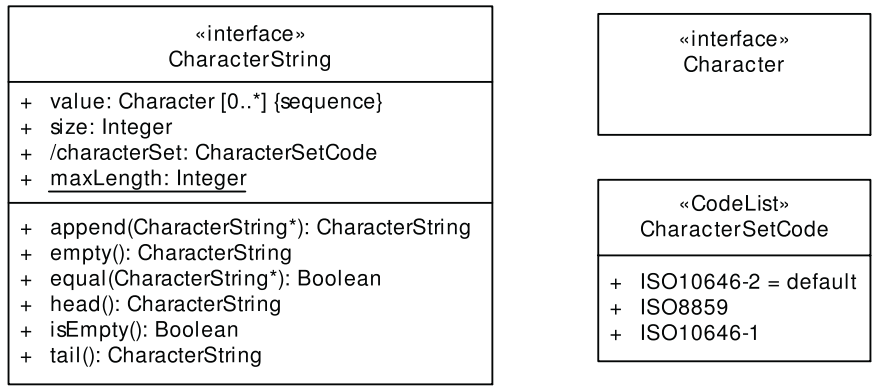 «interface»
CharacterString
+ value: Character [0..*] {sequence}
+ size: Integer
+ /characterSet: CharacterSetCode
+ maxLength: Integer
+ append(CharacterString*): CharacterString
+ empty(): CharacterString
+ equal(CharacterString*): Boolean
+ head(): CharacterString
+ isEmpty(): Boolean
+ tail(): CharacterString
«interface»
Character
«CodeList»
CharacterSetCode
+ ISO10646-2 = default
+ ISO8859
+ ISO10646-1